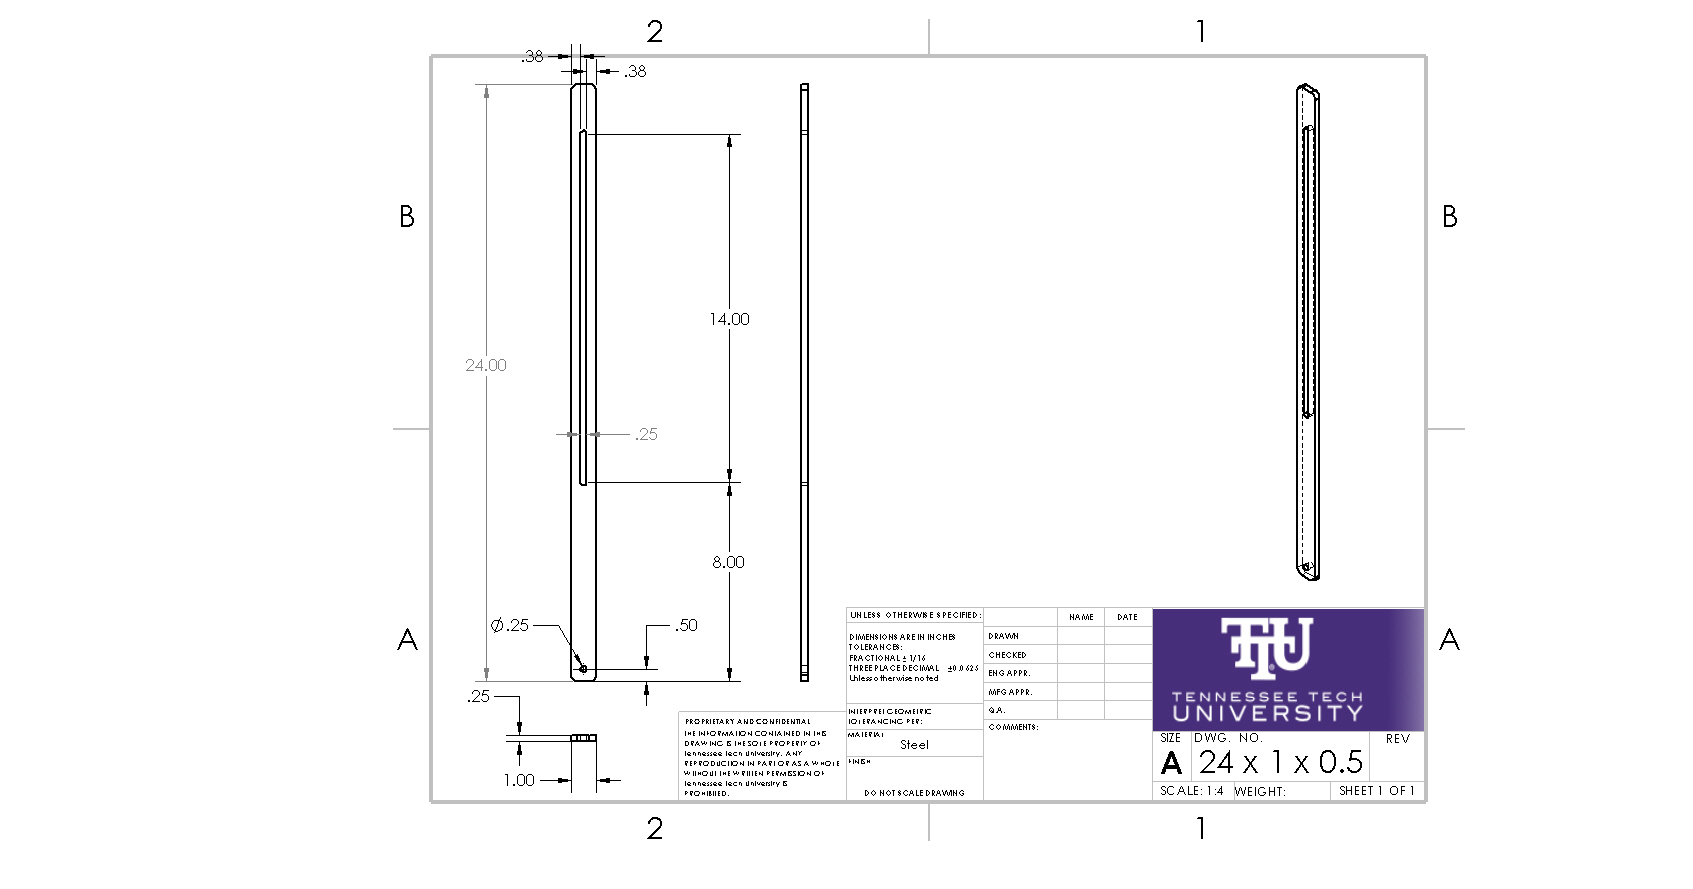 2
1
.38
.38
B
B
14.00
24.00
.25
8.00
Ø.25
.50
A
A
.25
1.00
PROPRIETARY AND CONFIDENTIAL
THE INFORMATION CONTAINED IN THIS
DRAWING IS THE SOLE PROPERTY OF
Tennessee Tech University. ANY
REPRODUCTION IN PART OR AS A WHOLE
WITHOUT THE WRITTEN PERMISSION OF
Tennessee Tech University IS
PROHIBITED.
UNLESS OTHERWISE SPECIFIED:
DIMENSIONS ARE IN INCHES
TOLERANCES:
FRACTIONAL ± 1/16
THREE PLACE DECIMAL ±0.0625
Unless otherwise noted
INTERPRET GEOMETRIC
TOLERANCING PER:
MATERIAL
Steel
FINISH
DO NOT SCALE DRAWING
NAME
DATE
DRAWN
CHECKED
ENG APPR.
MFG APPR.
Q.A.
COMMENTS:
TTU
TENNESSEE TECH
UNIVERSITY
SIZE
DWG. NO.
REV
A
24 x 1 x 0.5
SCALE: 1:4
WEIGHT:
SHEET 1 OF 1
2
1